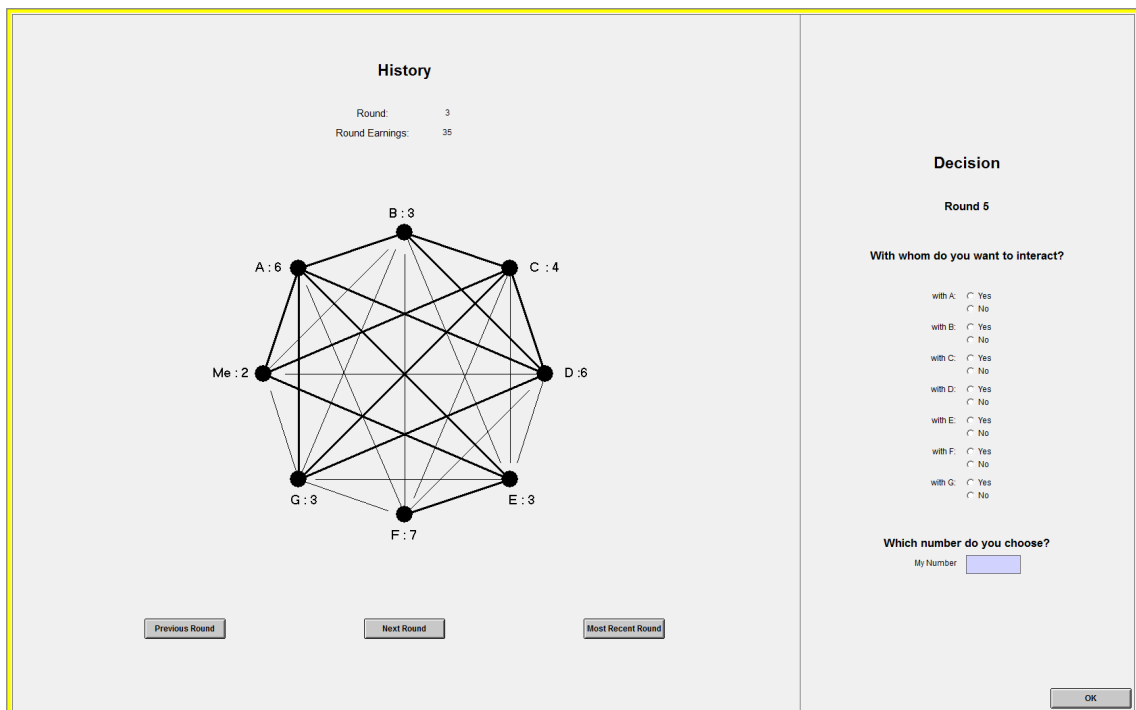 History
Round: 3
Round Earnings: 35
B : 3
A : 6
C : 4
Me : 2
D :6
G : 3
E : 3
F : 7
Previous Round
Next Round
Most Recent Round
Decision
Round 5
With whom do you want to interact?
with A: Yes
No
with B: Yes
No
with C: Yes
No
with D: Yes
No
with E: Yes
No
with F: Yes
No
with G: Yes
No
Which number do you choose?
My Number
OK